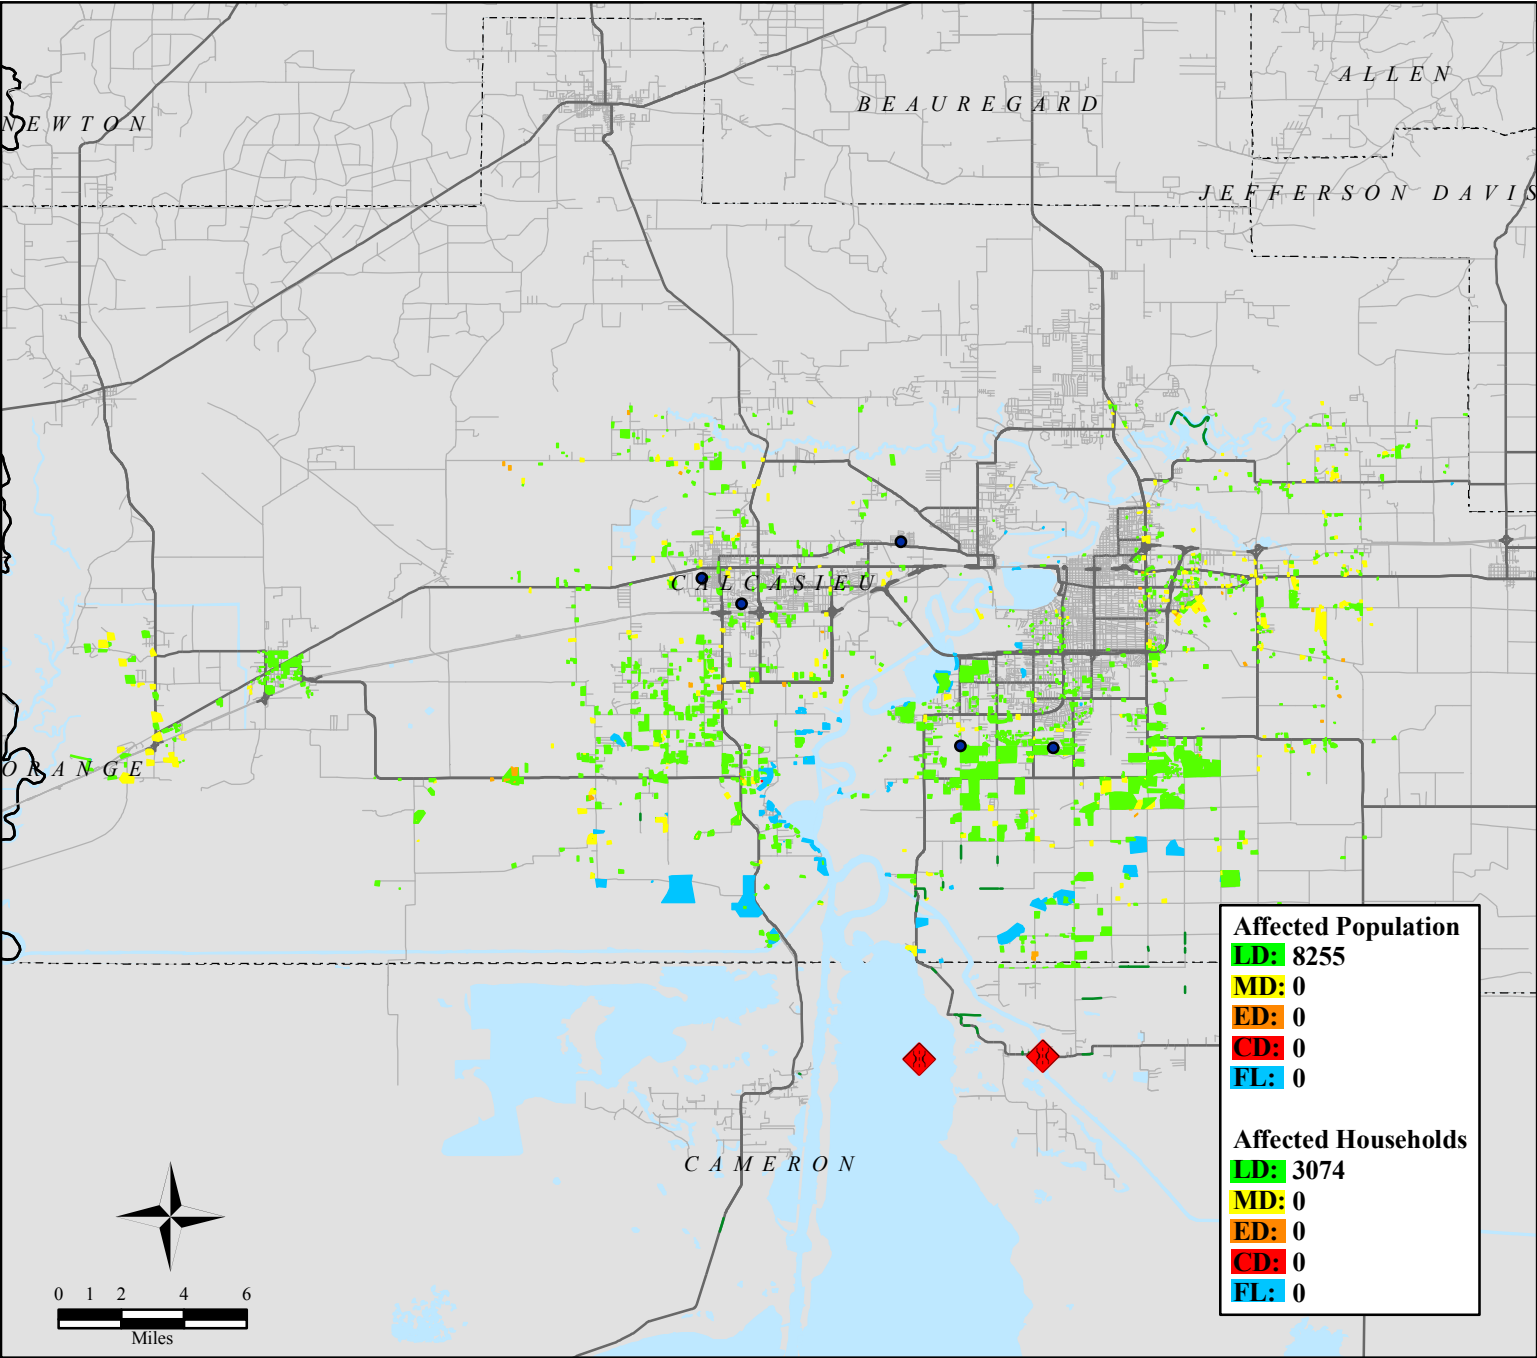 ALLEN
BEAUREGARD
NEWTON
JEFFERSON DAVIS
CALCASIEU
ORANGE
CAMERON
Affected Population
LD: 8255
MD: 0
ED: 0
CD: 0
FL: 0
Affected Households
LD: 3074
MD: 0
ED: 0
CD: 0
FL: 0
0 1 2 4 6
Miles